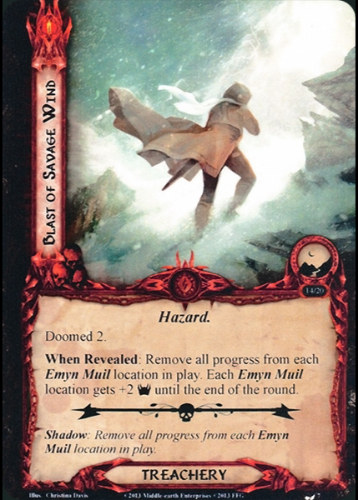 BLAST OF SAVAGE WIND
14/20
Hazard.
Doomed 2.
When Revealed: Remove all progress from each
Emyn Muil location in play. Each Emyn Muil
location gets +2 until the end of the round.
Shadow: Remove all progress from each Emyn
Muil location in play.
TREACHERY
Illus. Christina Davis ©2013 Middle-earth Enterprises ©2013 FFG